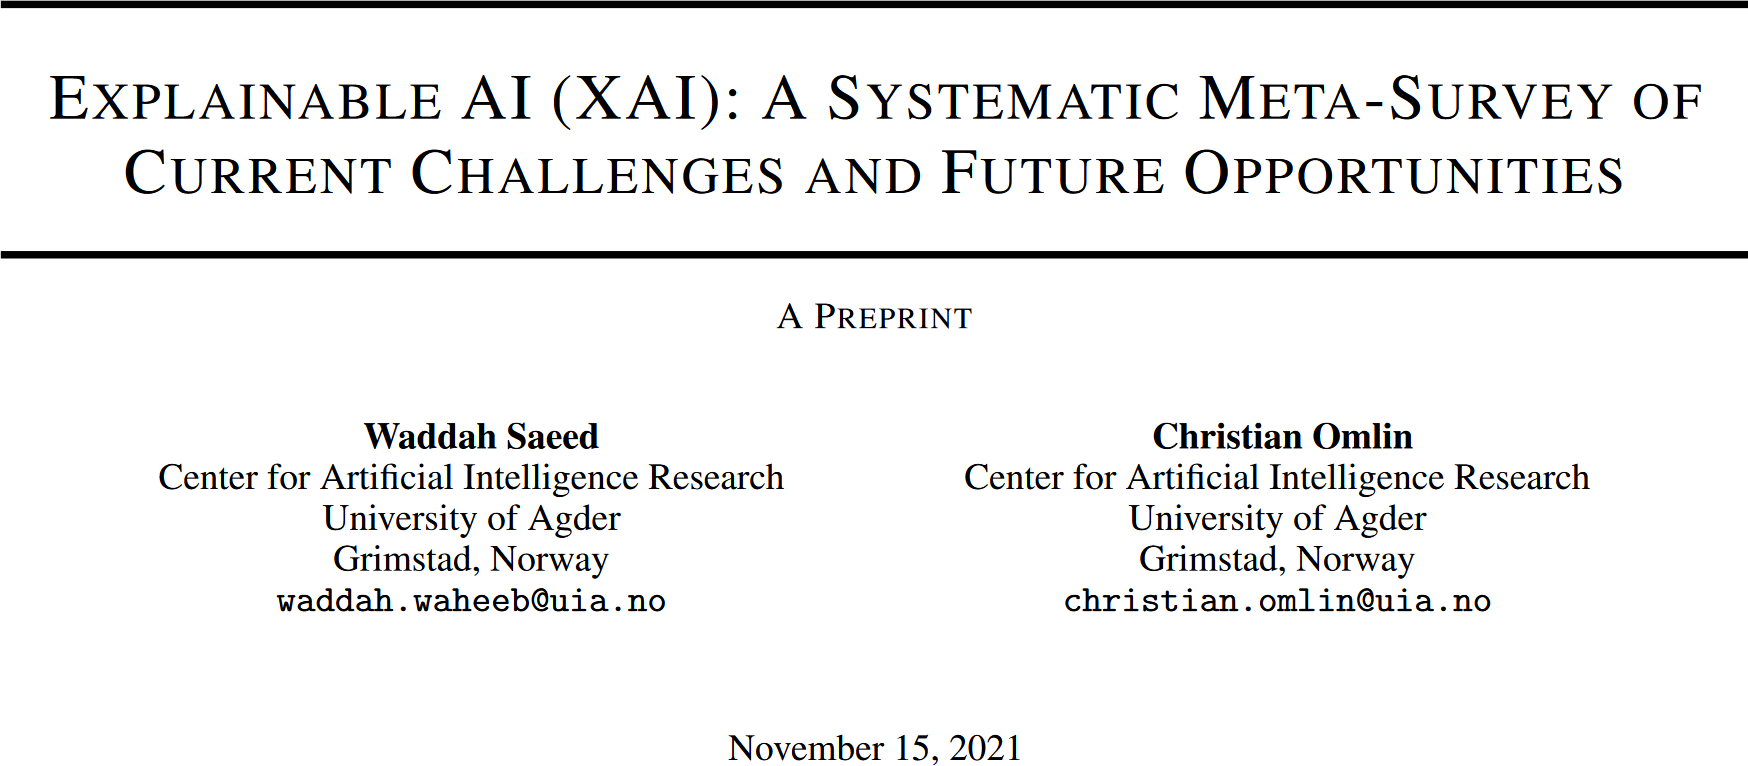 EXPLAINABLE AI (XAI): A SYSTEMATIC META-SURVEY OF
CURRENT CHALLENGES AND FUTURE OPPORTUNITIES
A PREPRINT
Waddah Saeed
Center for Artificial Intelligence Research
University of Agder
Grimstad, Norway
waddah.waheeb@uia.no
Christian Omlin
Center for Artificial Intelligence Research
University of Agder
Grimstad, Norway
christian.omlin@uia.no
November 15, 2021